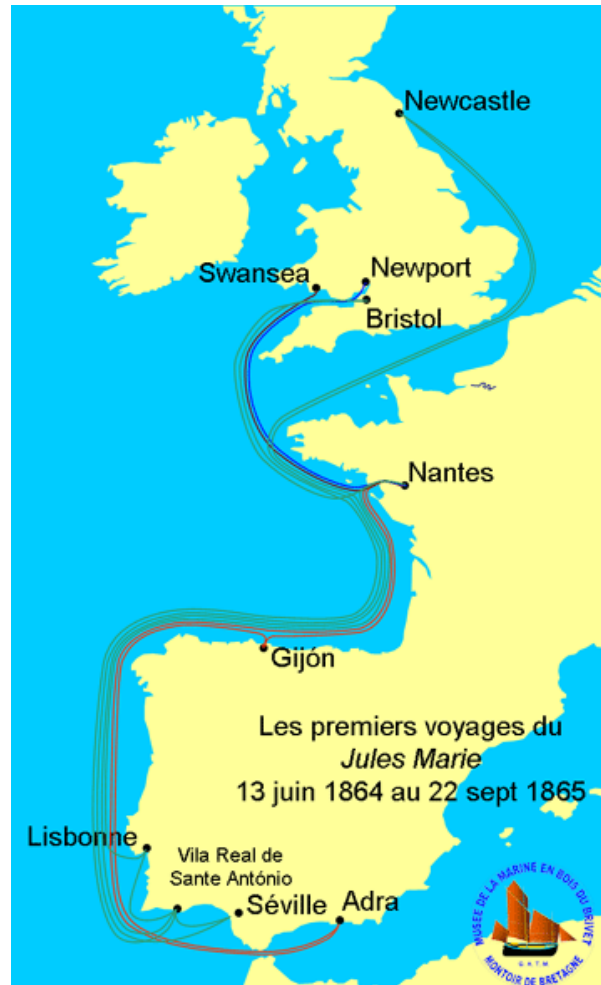 Newcastle
Swansea
Newport
Bristol
Nantes
Gijón
Les premiers voyages du
Jules Marie
13 juin 1864 au 22 sept 1865
Lisbonne
Vila Real de
Sante António
Séville
Adra
MUSEE DE LA MARINE EN BOIS DU BRIVET
G.H.T.M.
MONTOIR DE BRETAGNE